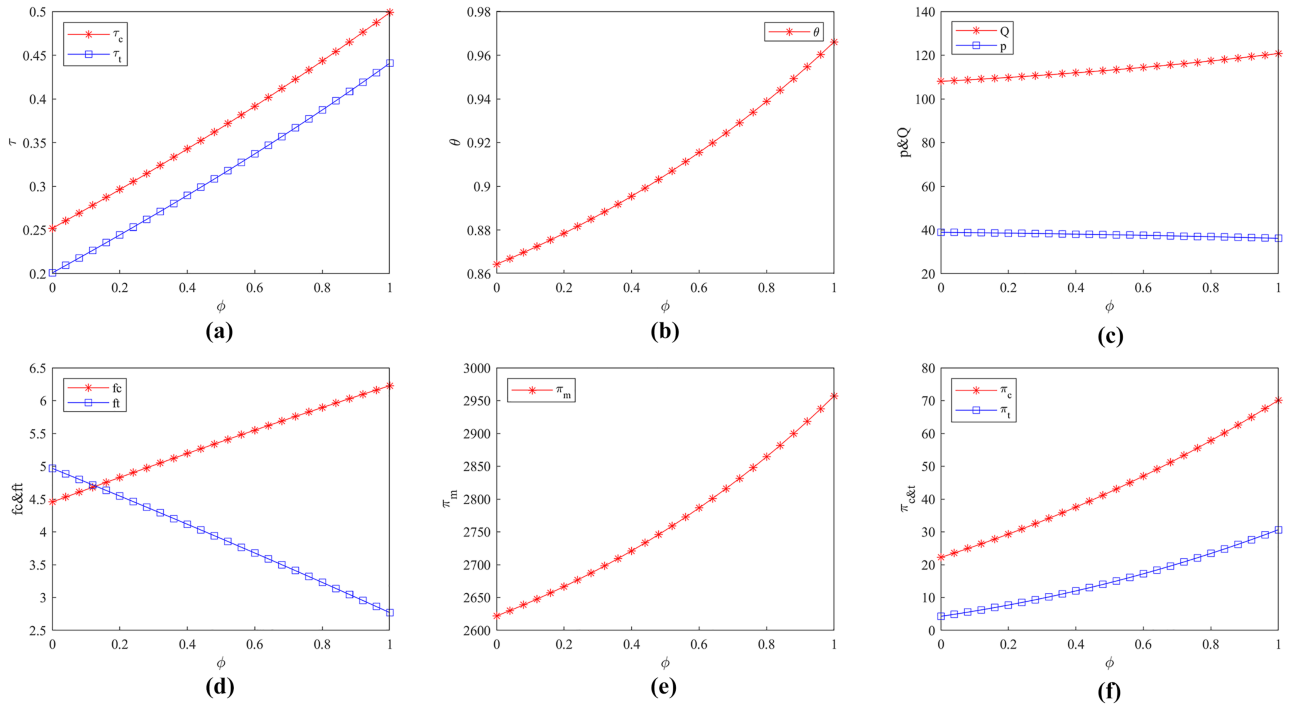 0.5
0.45
0.4
0.35
0.3
0.25
0.2
τ
τc
τt
0 0.2 0.4 0.6 0.8 1
ϕ
(a)
0.98
0.96
0.94
0.92
0.9
0.88
0.86
θ
θ
0 0.2 0.4 0.6 0.8 1
ϕ
(b)
140
120
100
80
60
40
20
p&Q
Q
p
0 0.2 0.4 0.6 0.8 1
ϕ
(c)
6.5
6
5.5
5
4.5
4
3.5
3
2.5
fc&ft
fc
ft
0 0.2 0.4 0.6 0.8 1
ϕ
(d)
3000
2950
2900
2850
2800
2750
2700
2650
2600
πm
πm
0 0.2 0.4 0.6 0.8 1
ϕ
(e)
80
70
60
50
40
30
20
10
0
πc&t
πc
πt
0 0.2 0.4 0.6 0.8 1
ϕ
(f)